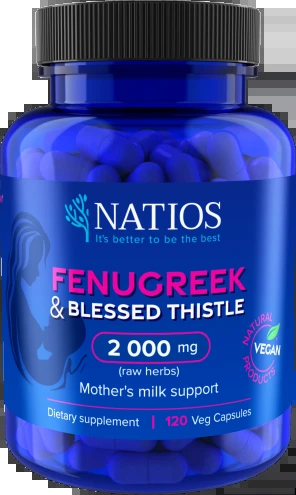 NATIOS
It's better to be the best
FENUGREEK
& BLESSED THISTLE
2 000 mg
(raw herbs)
Mother's milk support
NATURAL
VEGAN
PRODUCTS
Dietary supplement | 120 Veg Capsules